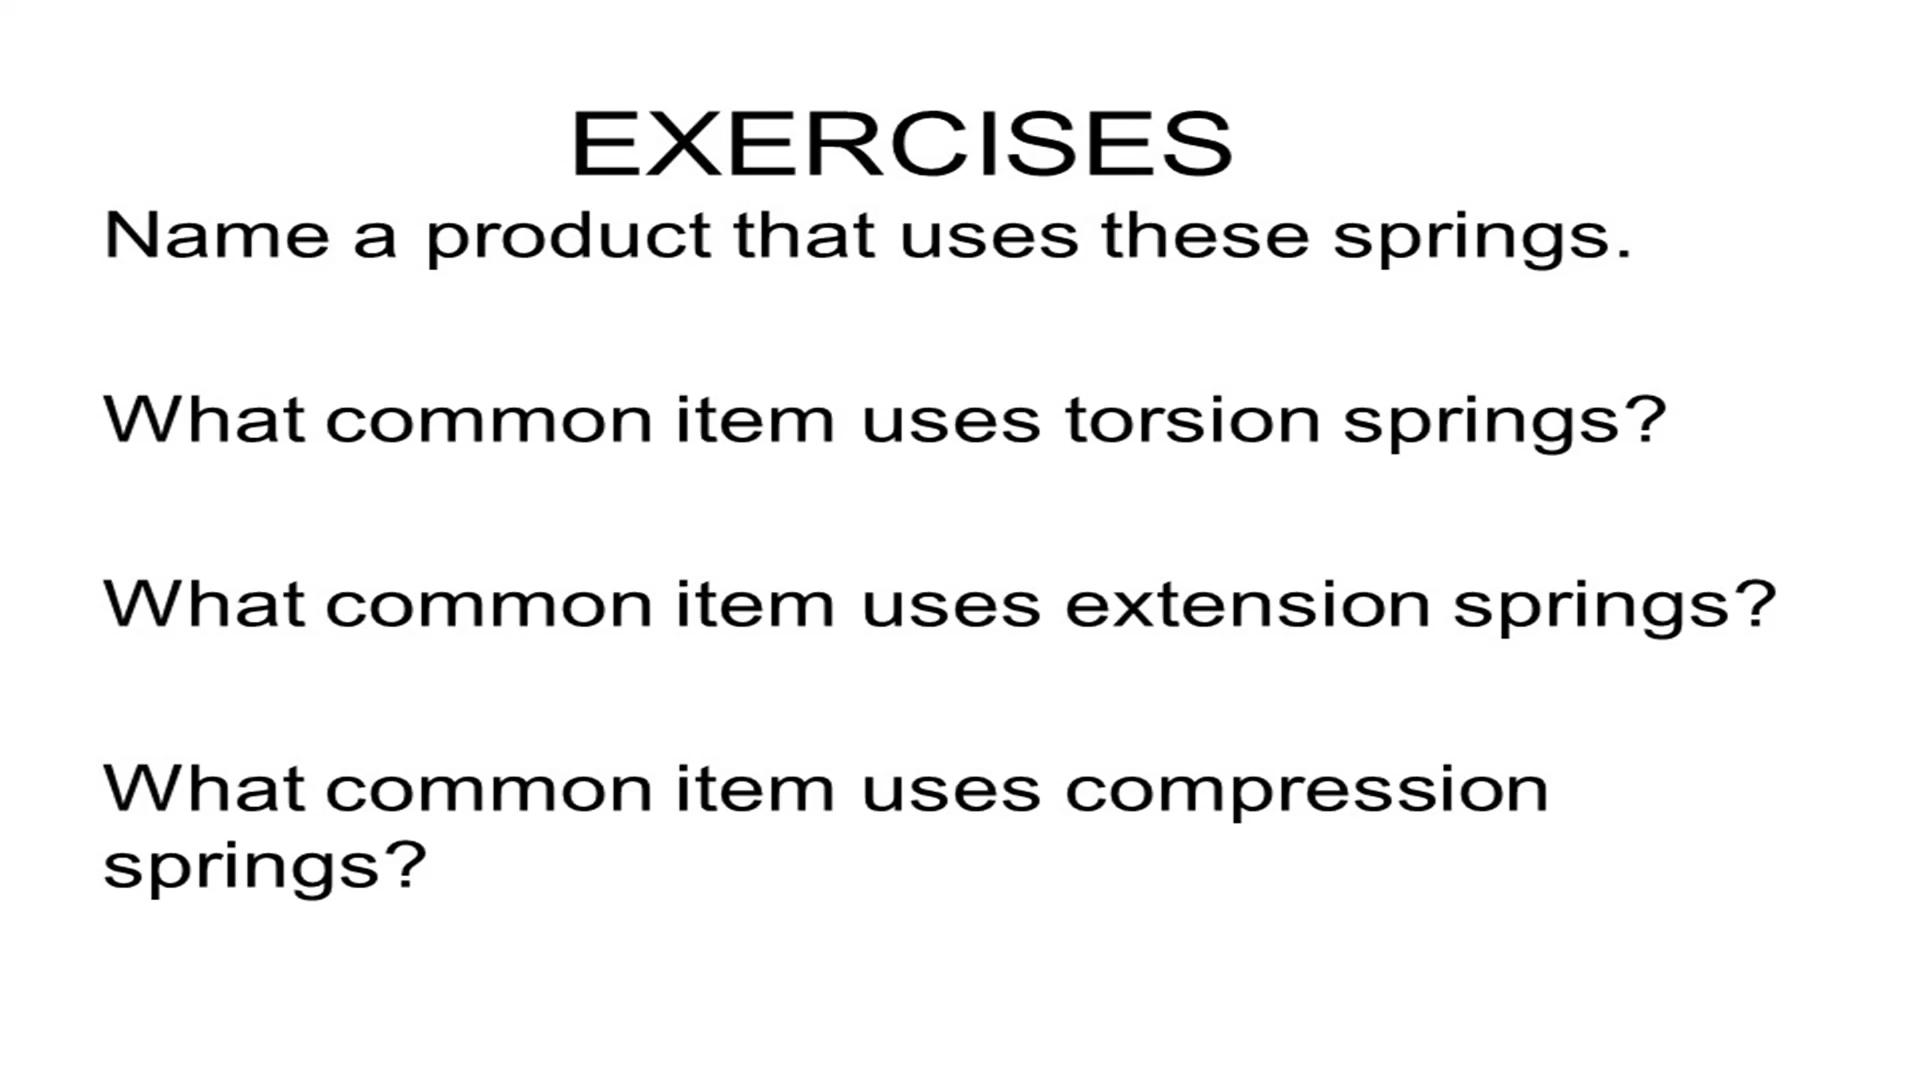 EXERCISES
Name a product that uses these springs.
What common item uses torsion springs?
What common item uses extension springs?
What common item uses compression
springs?